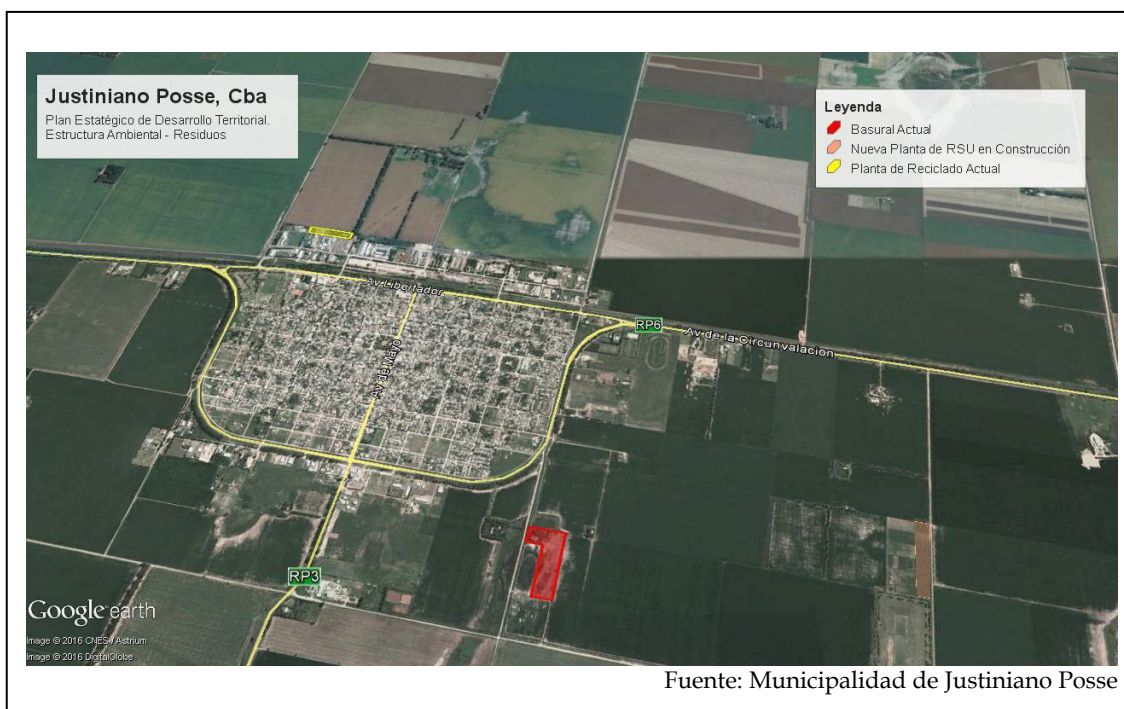 Justiniano Posse, Cba
Plan Estatégico de Desarrollo Territorial.
Estructura Ambiental - Residuos
Leyenda
Basural Actual
Nueva Planta de RSU en Construcción
Planta de Reciclado Actual
Av Libertador
RP6
Av de la Circunvalacion
Av de Mayo
RP3
Google earth
Image © 2016 CNES / Astrium
Image © 2016 DigitalGlobe
Fuente: Municipalidad de Justiniano Posse